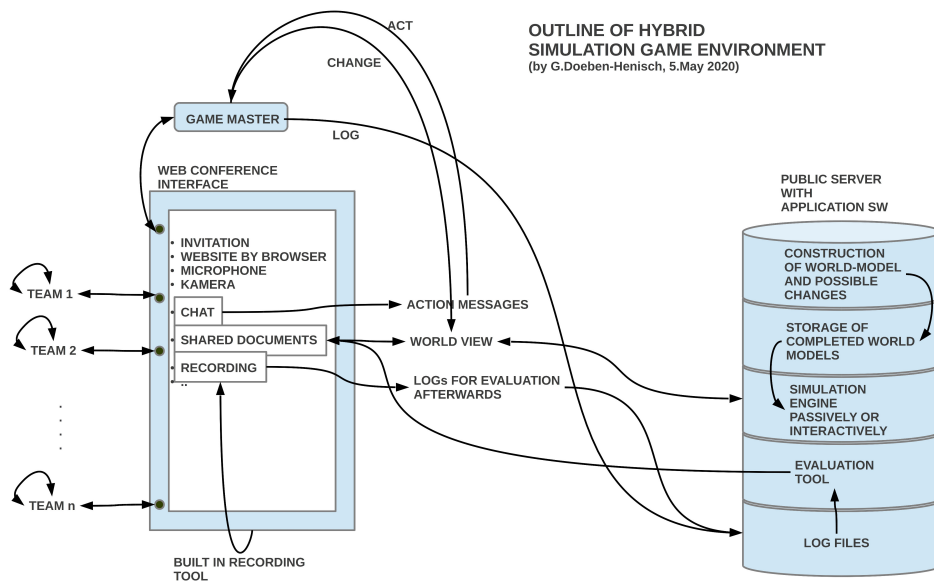 OUTLINE OF HYBRID
SIMULATION GAME ENVIRONMENT
(by G.Doeben-Henisch, 5.May 2020)
ACT
CHANGE
GAME MASTER
LOG
WEB CONFERENCE
INTERFACE
• INVITATION
• WEBSITE BY BROWSER
• MICROPHONE
• KAMERA
• CHAT
• SHARED DOCUMENTS
• RECORDING
• ..
TEAM 1
TEAM 2
.
.
.
.
TEAM n
BUILT IN RECORDING
TOOL
ACTION MESSAGES
WORLD VIEW
LOGs FOR EVALUATION
AFTERWARDS
PUBLIC SERVER
WITH
APPLICATION SW
CONSTRUCTION
OF WORLD-MODEL
AND POSSIBLE
CHANGES
STORAGE OF
COMPLETED WORLD
MODELS
SIMULATION
ENGINE
PASSIVELY OR
INTERACTIVELY
EVALUATION
TOOL
LOG FILES